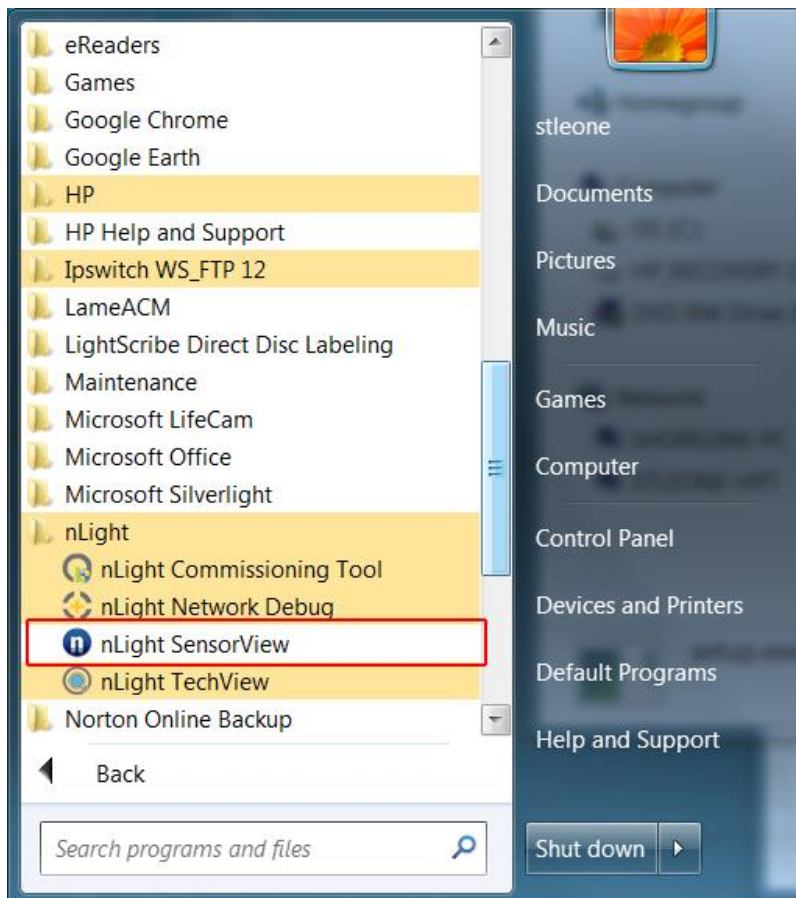 eReaders
Games
Google Chrome
Google Earth
HP
HP Help and Support
Ipswitch WS_FTP 12
LameACM
LightScribe Direct Disc Labeling
Maintenance
Microsoft LifeCam
Microsoft Office
Microsoft Silverlight
nLight
nLight Commissioning Tool
nLight Network Debug
nLight SensorView
nLight TechView
Norton Online Backup
Back
Search programs and files
stleone
Documents
Pictures
Music
Games
Computer
Control Panel
Devices and Printers
Default Programs
Help and Support
Shut down